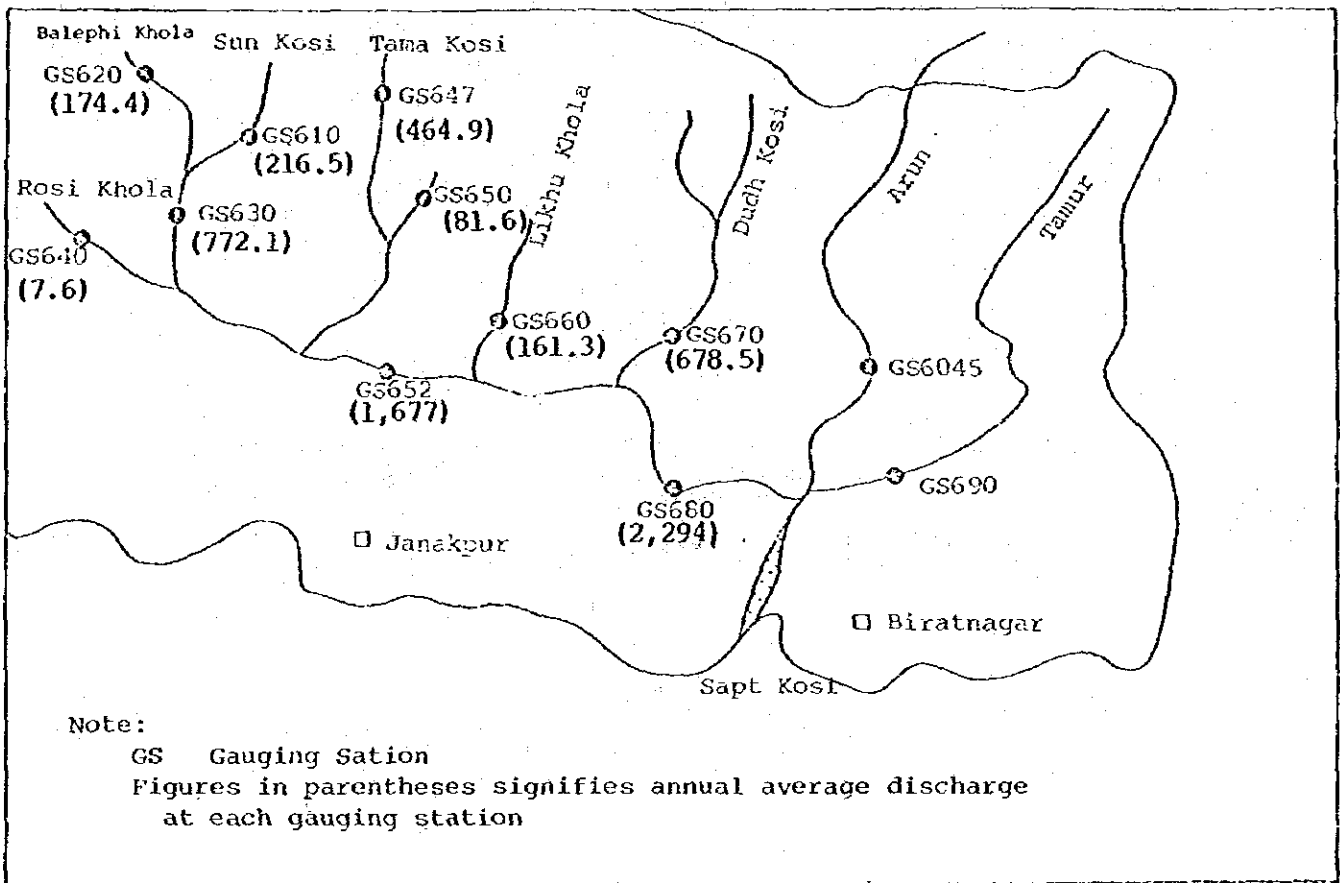 Balephi Khola
Sun Kosi
Tama Kosi
GS620
(174.4)
GS647
(464.9)
GS610
(216.5)
Likhu Khola
Dudh Kosi
Arun
Tamur
Rosi Khola
GS630
(772.1)
GS650
(81.6)
GS640
(7.6)
GS660
(161.3)
GS670
(678.5)
GS6045
GS652
(1,677)
GS690
GS680
(2,294)
Janakpur
Biratnagar
Sapt Kosi
Note:
GS Gauging Sation
Figures in parentheses signifies annual average discharge
at each gauging station